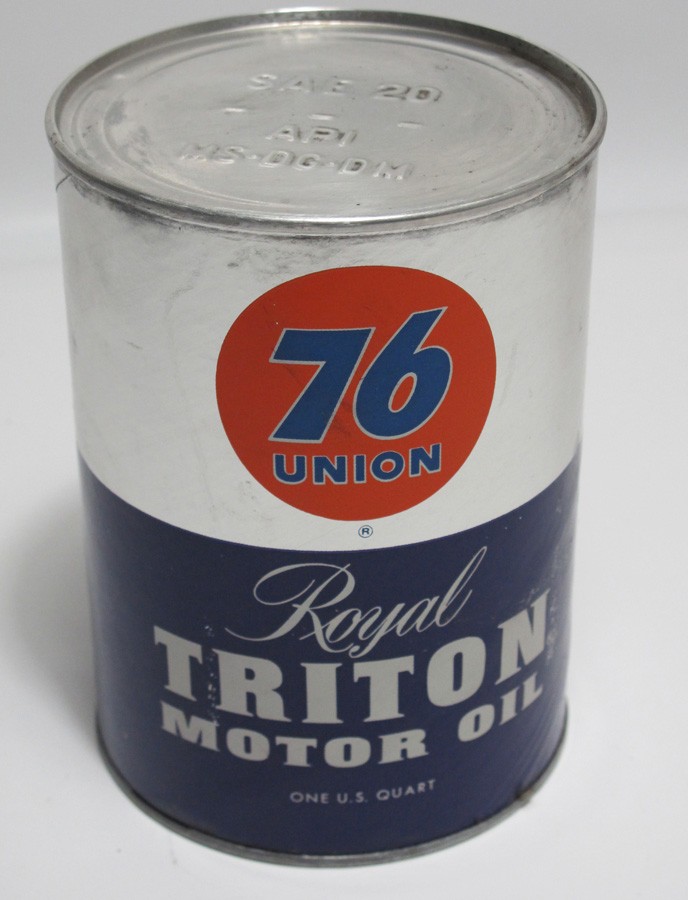 SAE 20
API
MS-DG-DM
76
UNION
®
Royal
TRITON
MOTOR OIL
ONE U.S. QUART